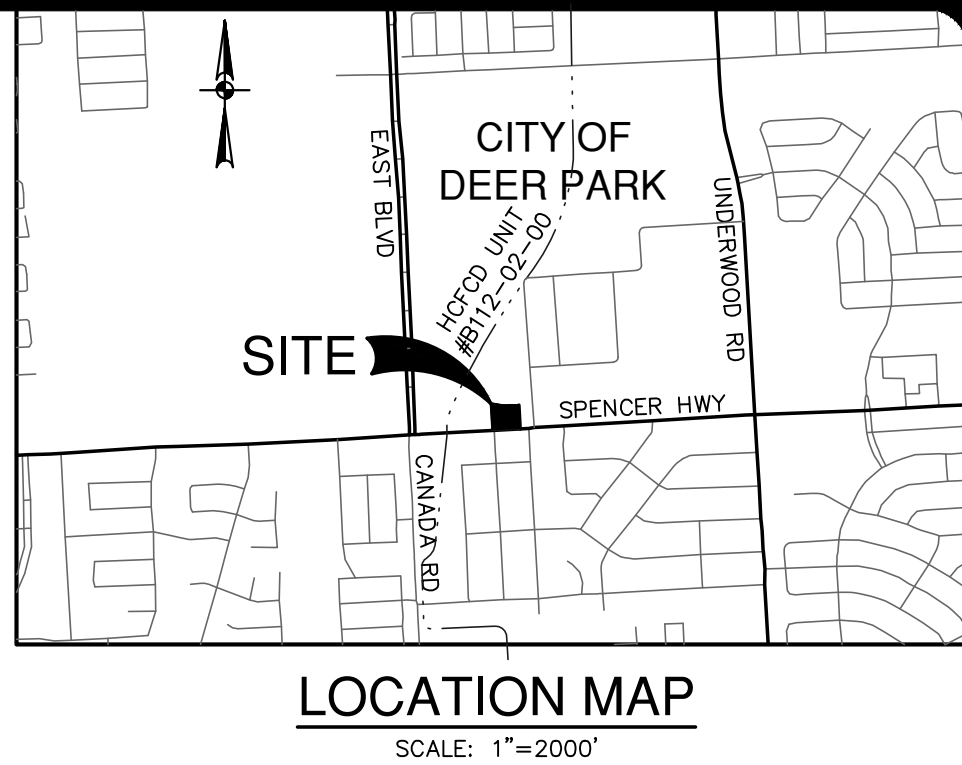 CITY OF
DEER PARK
EAST BLVD
UNDERWOOD RD
HCFCD UNIT
#B112-02-00
SITE
SPENCER HWY
CANADA RD
LOCATION MAP
SCALE: 1"=2000'